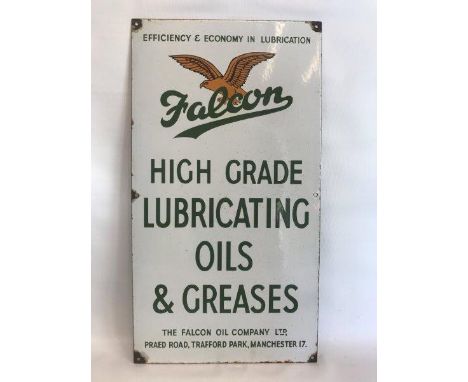 EFFICIENCY & ECONOMY IN LUBRICATION
Falcon
HIGH GRADE
LUBRICATING
OILS
& GREASES
THE FALCON OIL COMPANY LTD.
PRAED ROAD, TRAFFORD PARK, MANCHESTER 17.